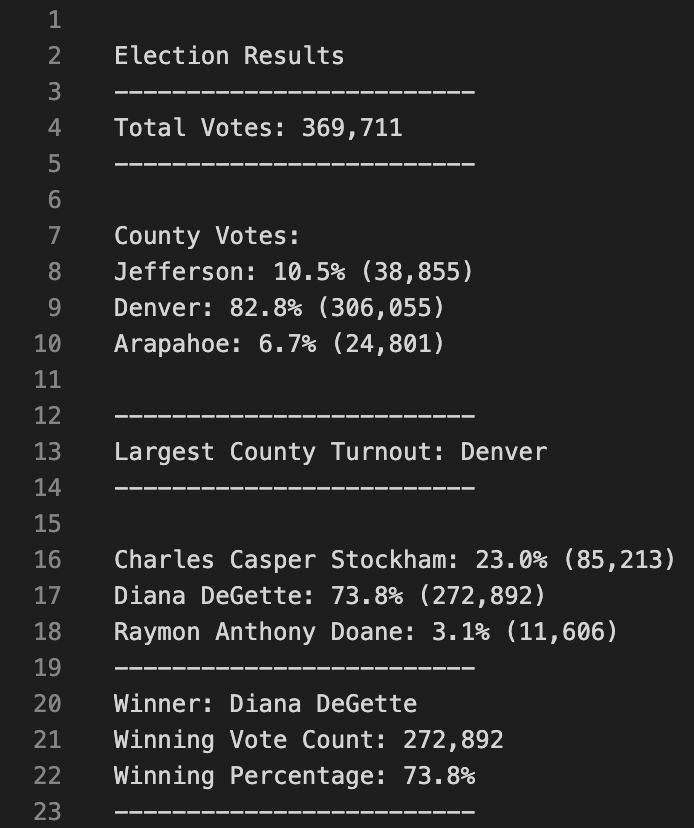 1
2 Election Results
3 -------------------------
4 Total Votes: 369,711
5 -------------------------
6
7 County Votes:
8 Jefferson: 10.5% (38,855)
9 Denver: 82.8% (306,055)
10 Arapahoe: 6.7% (24,801)
11
12 -------------------------
13 Largest County Turnout: Denver
14 -------------------------
15
16 Charles Casper Stockham: 23.0% (85,213)
17 Diana DeGette: 73.8% (272,892)
18 Raymon Anthony Doane: 3.1% (11,606)
19 -------------------------
20 Winner: Diana DeGette
21 Winning Vote Count: 272,892
22 Winning Percentage: 73.8%
23 -------------------------